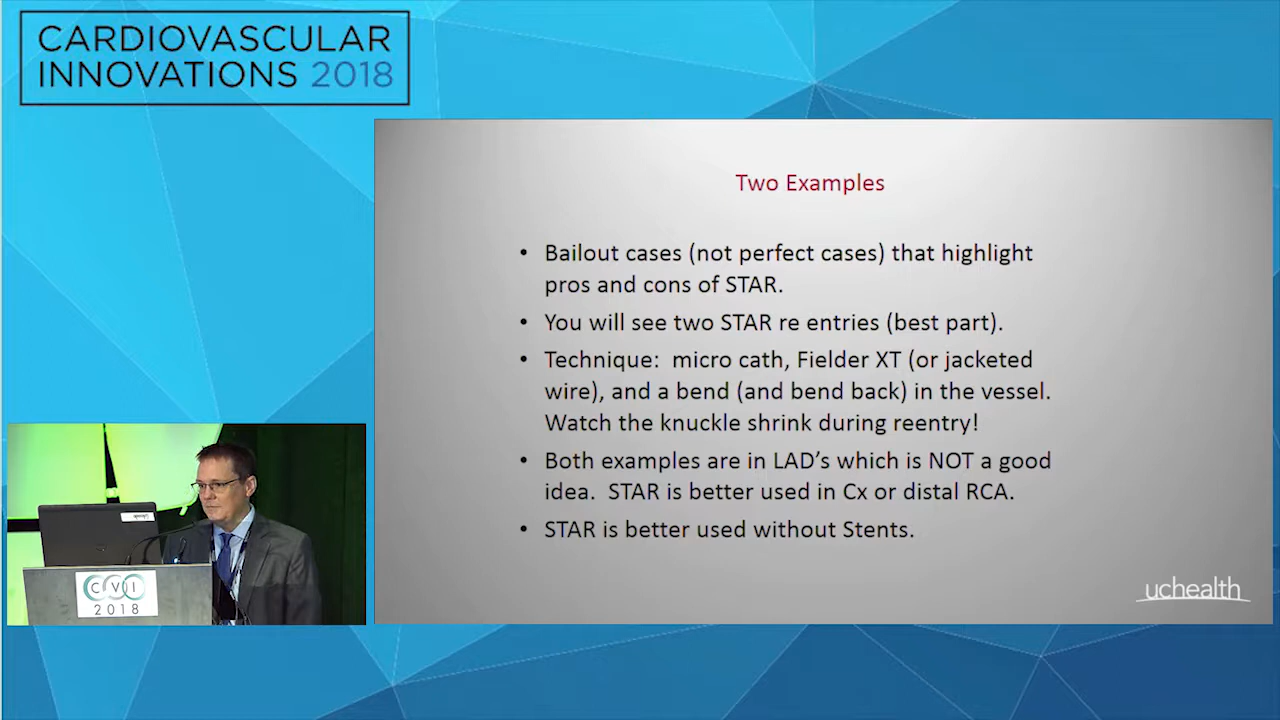 CARDIOVASCULAR
INNOVATIONS 2018
Two Examples
• Bailout cases (not perfect cases) that highlight
pros and cons of STAR.
• You will see two STAR re entries (best part).
• Technique:  micro cath, Fielder XT (or jacketed
wire), and a bend (and bend back) in the vessel.
Watch the knuckle shrink during reentry!
• Both examples are in LAD’s which is NOT a good
idea.  STAR is better used in Cx or distal RCA.
• STAR is better used without Stents.
uchealth
CVI
2018